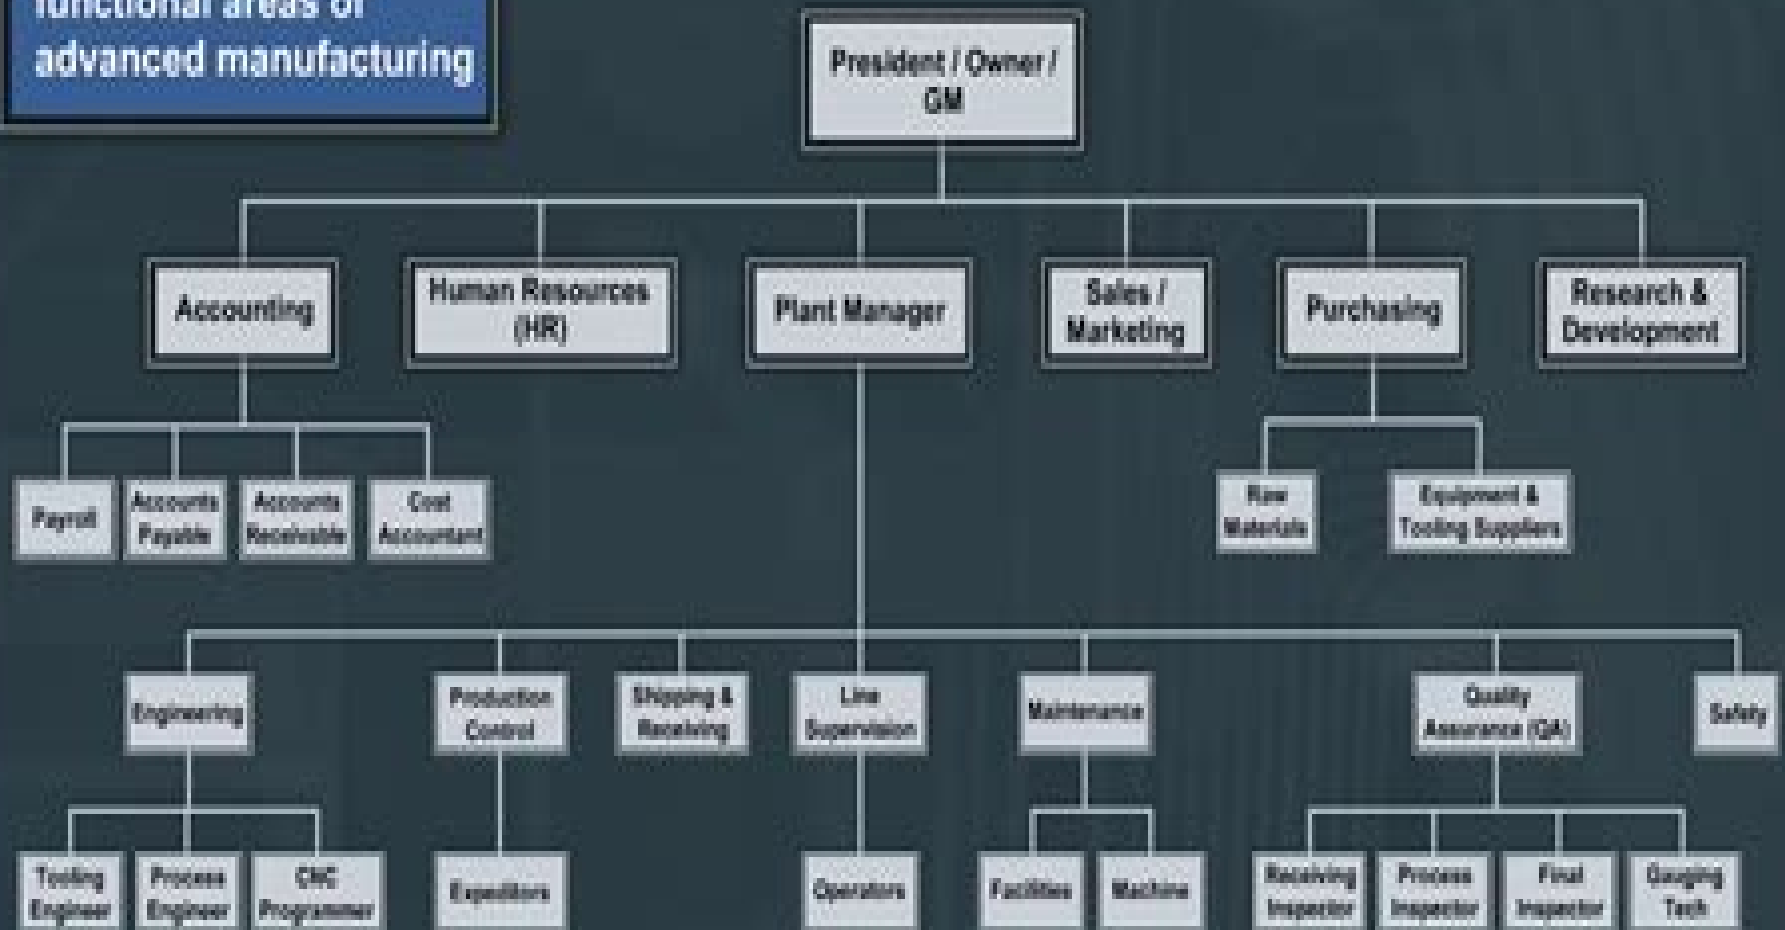 functional areas of
advanced manufacturing
President / Owner /
GM
Accounting
Human Resources
(HR)
Plant Manager
Sales /
Marketing
Purchasing
Research &
Development
Payroll
Accounts
Payable
Accounts
Receivable
Cost
Accountant
Raw
Materials
Equipment &
Tooling Suppliers
Engineering
Production
Control
Shipping &
Receiving
Line
Supervision
Maintenance
Quality
Assurance (QA)
Safety
Tooling
Engineer
Process
Engineer
CNC
Programmer
Expeditors
Operators
Facilities
Machine
Receiving
Inspector
Process
Inspector
Final
Inspector
Gauging
Tech